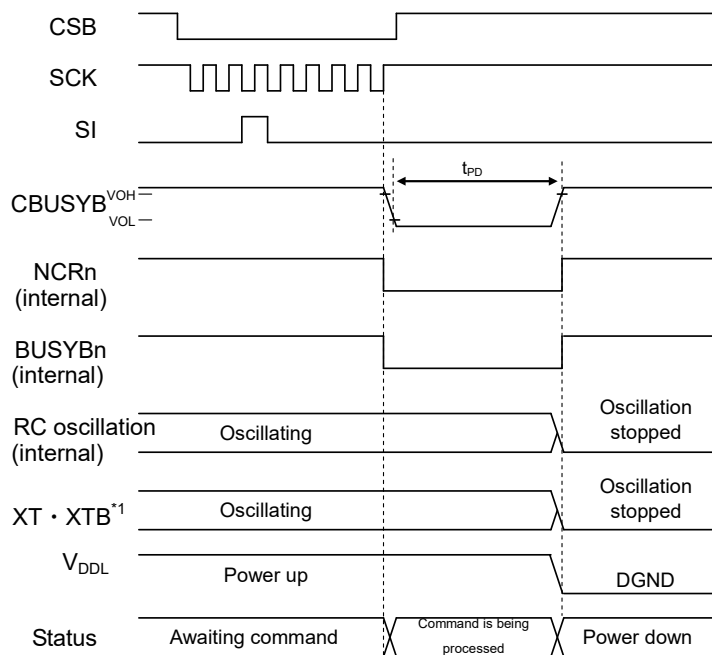 CSB
SCK
SI
tPD
CBUSYB VOH
VOL
NCRn
(internal)
BUSYBn
(internal)
RC oscillation
(internal)
Oscillating
Oscillation
stopped
XT・XTB*1
Oscillating
Oscillation
stopped
VDDL
Power up
DGND
Status
Awaiting command
Command is being
processed
Power down